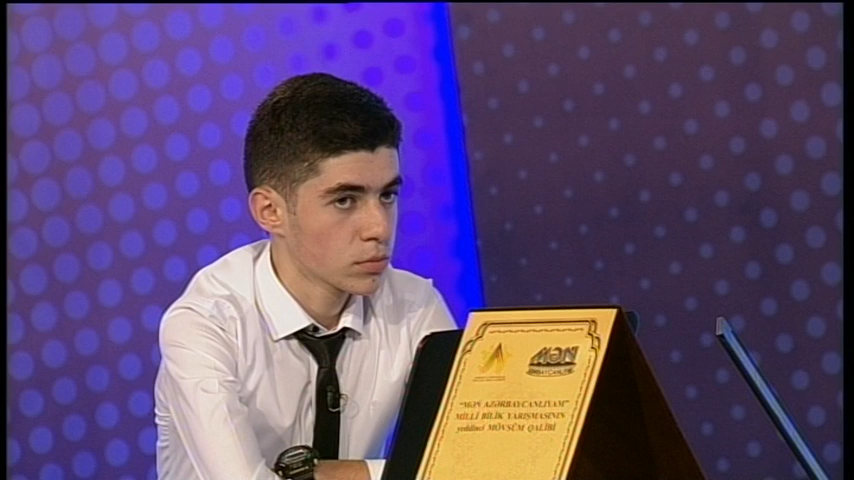 MƏN
AZƏRBAYCANLIYAM
"MƏN AZƏRBAYCANLIYAM"
MİLLİ BİLİK YARIŞMASININ
yeddinci MÖVSÜM QALİBİ